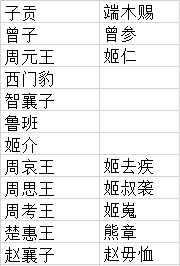 子贡 端木赐
曾子 曾参
周元王 姬仁
西门豹
智襄子
鲁班
姬介
周哀王 姬去疾
周思王 姬叔袭
周考王 姬嵬
楚惠王 熊章
赵襄子 赵毋恤